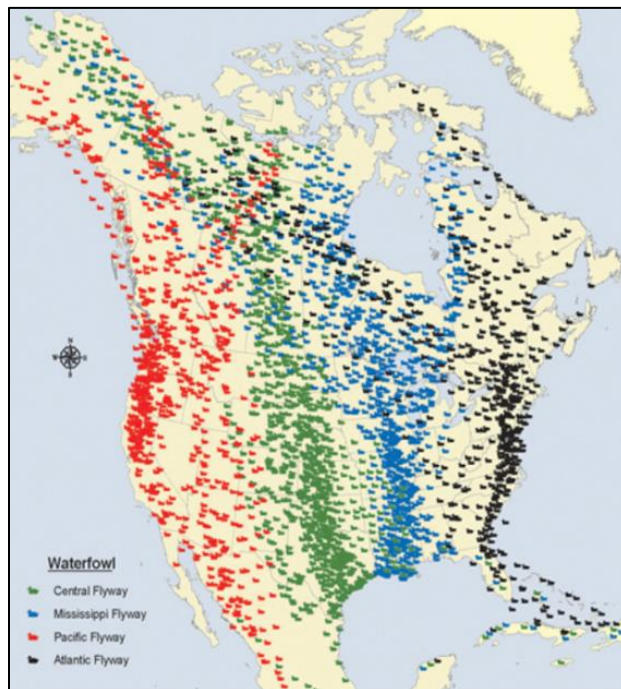 N
W
E
S
Waterfowl
Central Flyway
Mississippi Flyway
Pacific Flyway
Atlantic Flyway